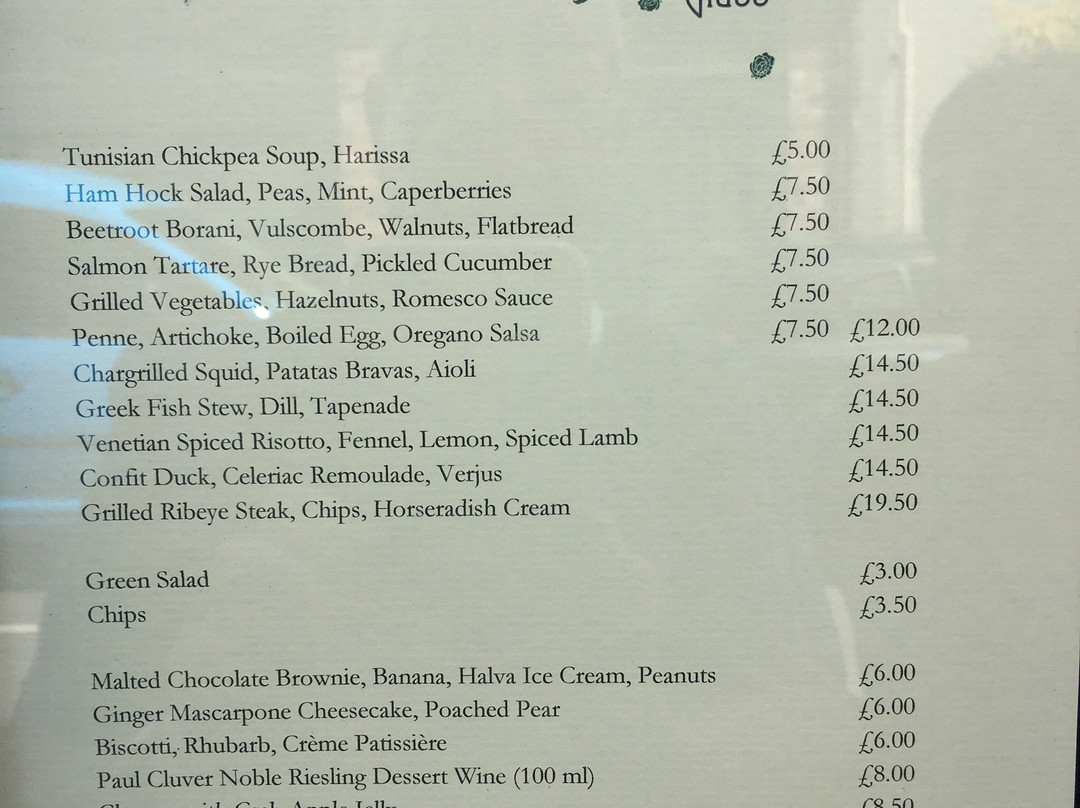 Tunisian Chickpea Soup, Harissa £5.00
Ham Hock Salad, Peas, Mint, Caperberries £7.50
Beetroot Borani, Vulscombe, Walnuts, Flatbread £7.50
Salmon Tartare, Rye Bread, Pickled Cucumber £7.50
Grilled Vegetables, Hazelnuts, Romesco Sauce £7.50
Penne, Artichoke, Boiled Egg, Oregano Salsa £7.50 £12.00
Chargrilled Squid, Patatas Bravas, Aioli £14.50
Greek Fish Stew, Dill, Tapenade £14.50
Venetian Spiced Risotto, Fennel, Lemon, Spiced Lamb £14.50
Confit Duck, Celeriac Remoulade, Verjus £14.50
Grilled Ribeye Steak, Chips, Horseradish Cream £19.50
Green Salad £3.00
Chips £3.50
Malted Chocolate Brownie, Banana, Halva Ice Cream, Peanuts £6.00
Ginger Mascarpone Cheesecake, Poached Pear £6.00
Biscotti, Rhubarb, Crème Patissière £6.00
Paul Cluver Noble Riesling Dessert Wine (100 ml) £8.00
£8.50